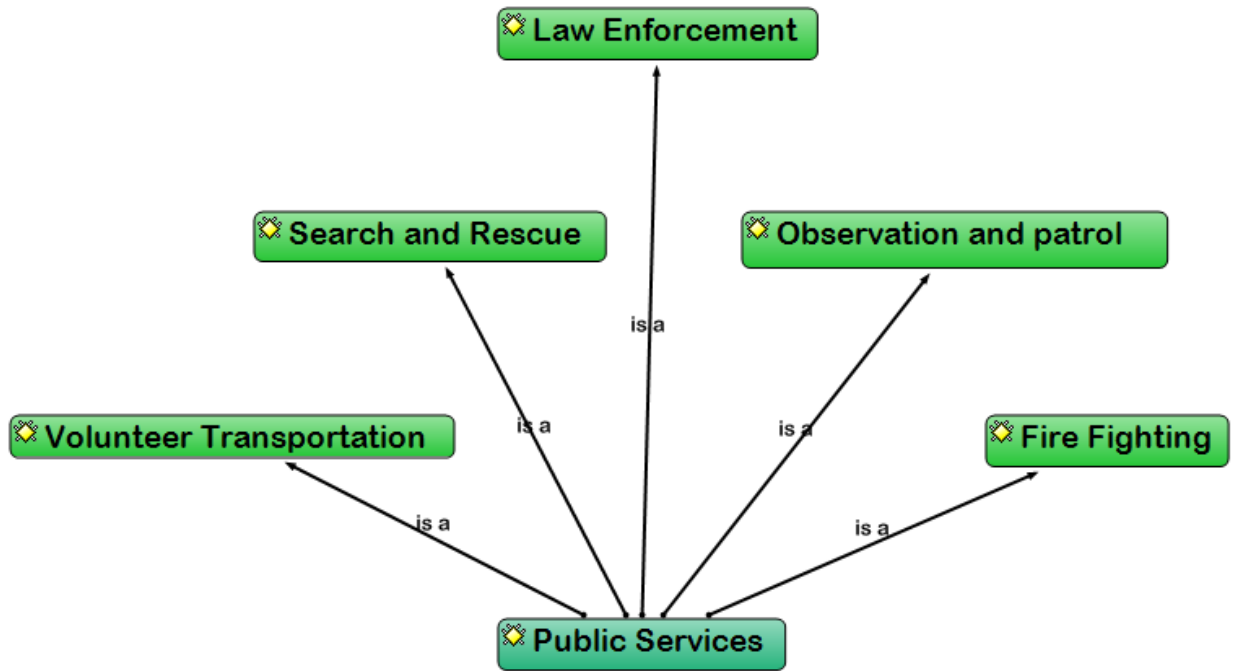 Law Enforcement
Search and Rescue
Observation and patrol
is a
Volunteer Transportation
is a
is a
Fire Fighting
is a
is a
Public Services